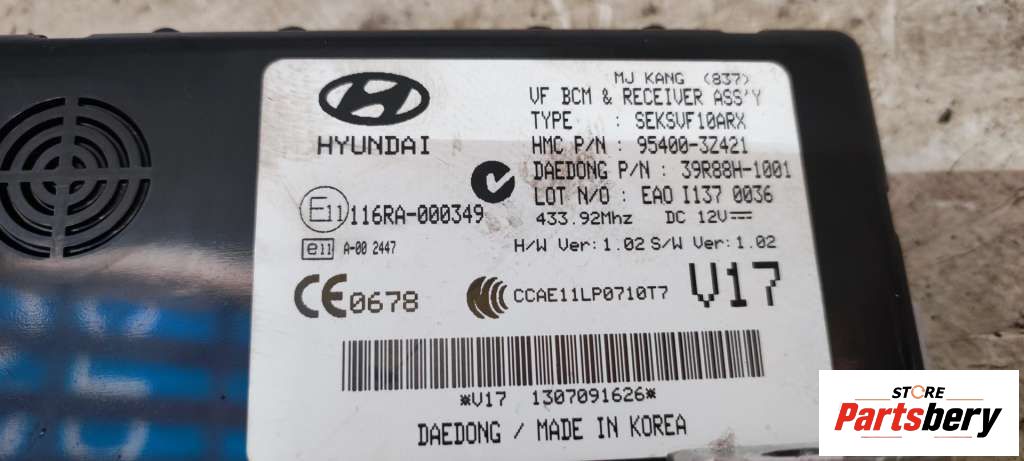 MJ KANG (837)
VF BCM & RECEIVER ASS'Y
TYPE : SEKSVF10ARX
HMC P/N : 95400-3Z421
DAEDONG P/N : 39R88H-1001
LOT N/O : EAO I137 0036
433.92Mhz DC 12V
H/W Ver:1.02 S/W Ver:1.02
HYUNDAI
E11 116RA-000349
e11 A-00 2447
CE0678
CCAE11LP0710T7
V17
*V17 1307091626*
DAEDONG / MADE IN KOREA
STORE
Partsbery